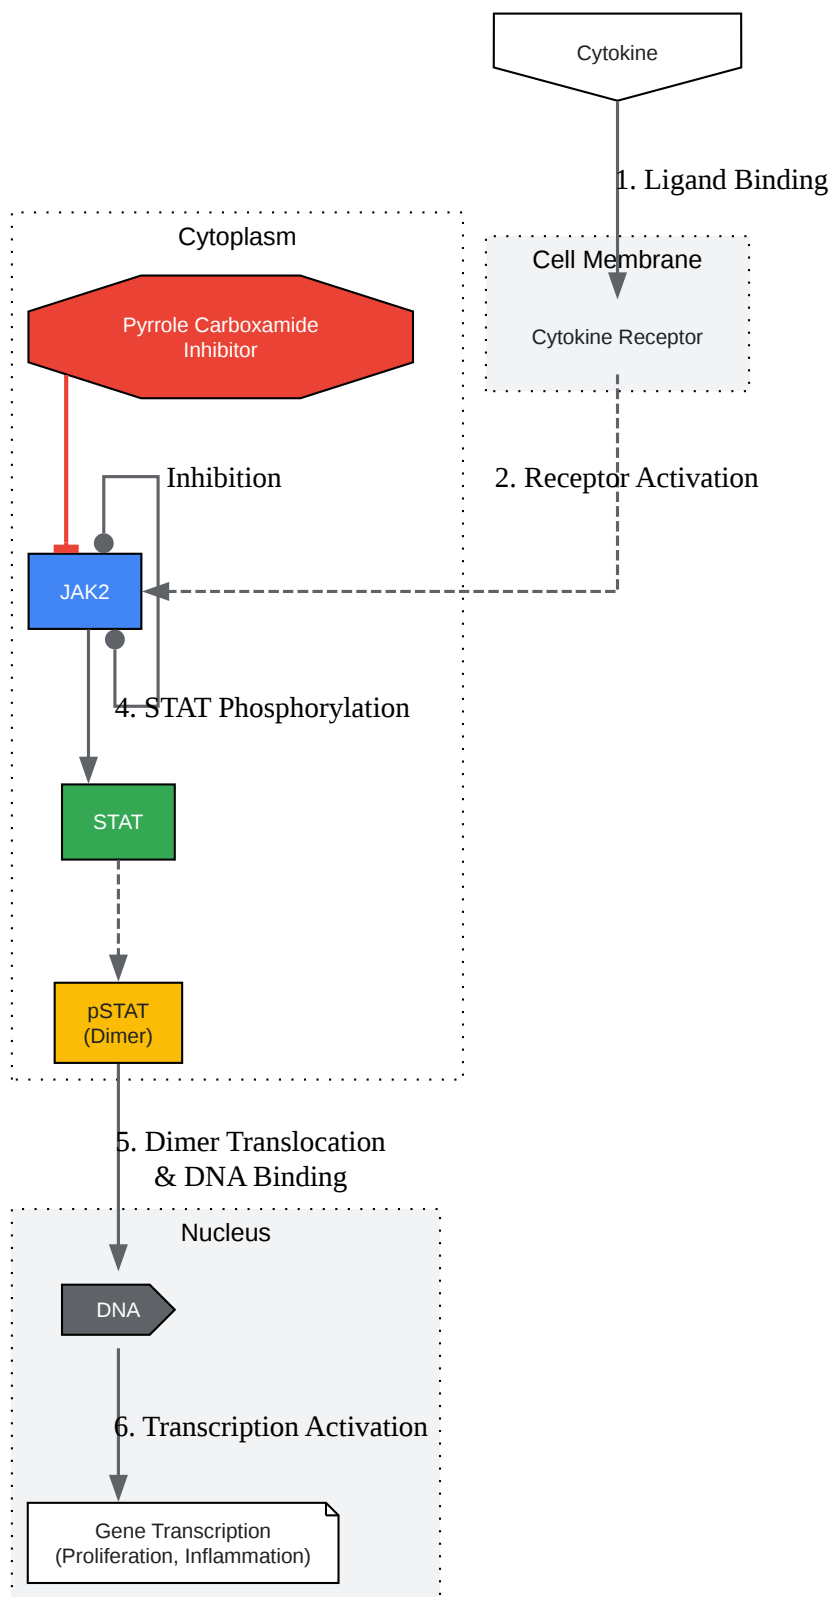 Cytokine
1. Ligand Binding
Cytoplasm
Cell Membrane
Pyrrole Carboxamide
Inhibitor
Cytokine Receptor
Inhibition
2. Receptor Activation
JAK2
4. STAT Phosphorylation
STAT
pSTAT
(Dimer)
5. Dimer Translocation
& DNA Binding
Nucleus
DNA
6. Transcription Activation
Gene Transcription
(Proliferation, Inflammation)